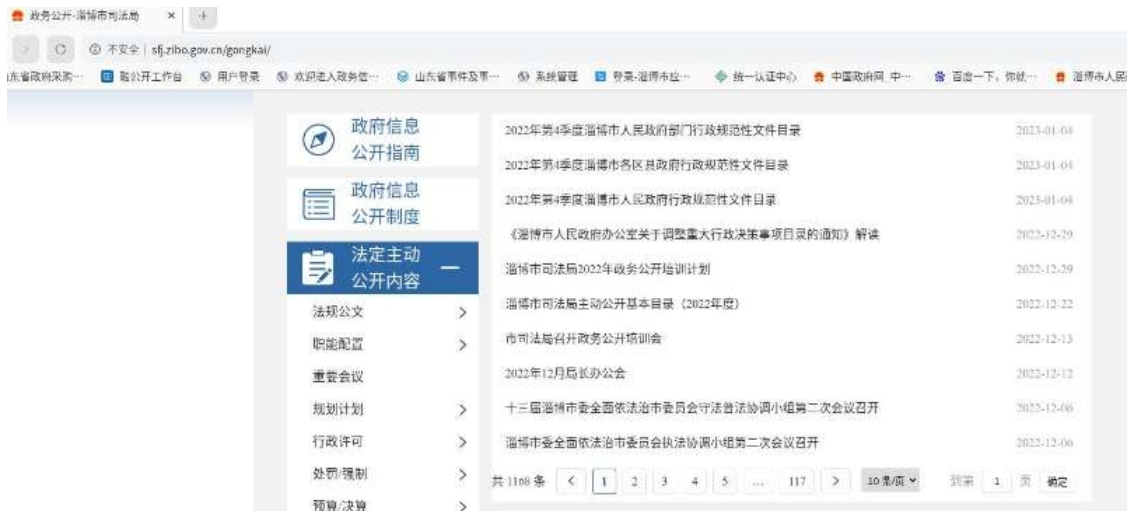 政务公开-淄博市司法局 × +
不安全 | sfj.zibo.gov.cn/gongkai/
东省政府采购… 融公开工作台 用户登录 欢迎进入政务信… 山东省事件及事… 系统管理 登录-淄博市应… 统一认证中心 中国政府网_中… 百度一下，你就… 淄博市人民
政府信息
公开指南
政府信息
公开制度
法定主动
公开内容
法规公文
职能配置
重要会议
规划计划
行政许可
处罚/强制
预算/决算
2022年第4季度淄博市人民政府部门行政规范性文件目录 2023-01-04
2022年第4季度淄博市各区县政府行政规范性文件目录 2023-01-04
2022年第4季度淄博市人民政府行政规范性文件目录 2023-01-04
《淄博市人民政府办公室关于调整重大行政决策事项目录的通知》解读 2022-12-29
淄博市司法局2022年政务公开培训计划 2022-12-29
淄博市司法局主动公开基本目录（2022年度） 2022-12-22
市司法局召开政务公开培训会 2022-12-13
2022年12月局长办公会 2022-12-12
十三届淄博市委全面依法治市委员会守法普法协调小组第二次会议召开 2022-12-06
淄博市委全面依法治市委员会执法协调小组第二次会议召开 2022-12-06
共 1168 条 < 1 2 3 4 5 … 117 > 10 条/页 到第 1 页 确定